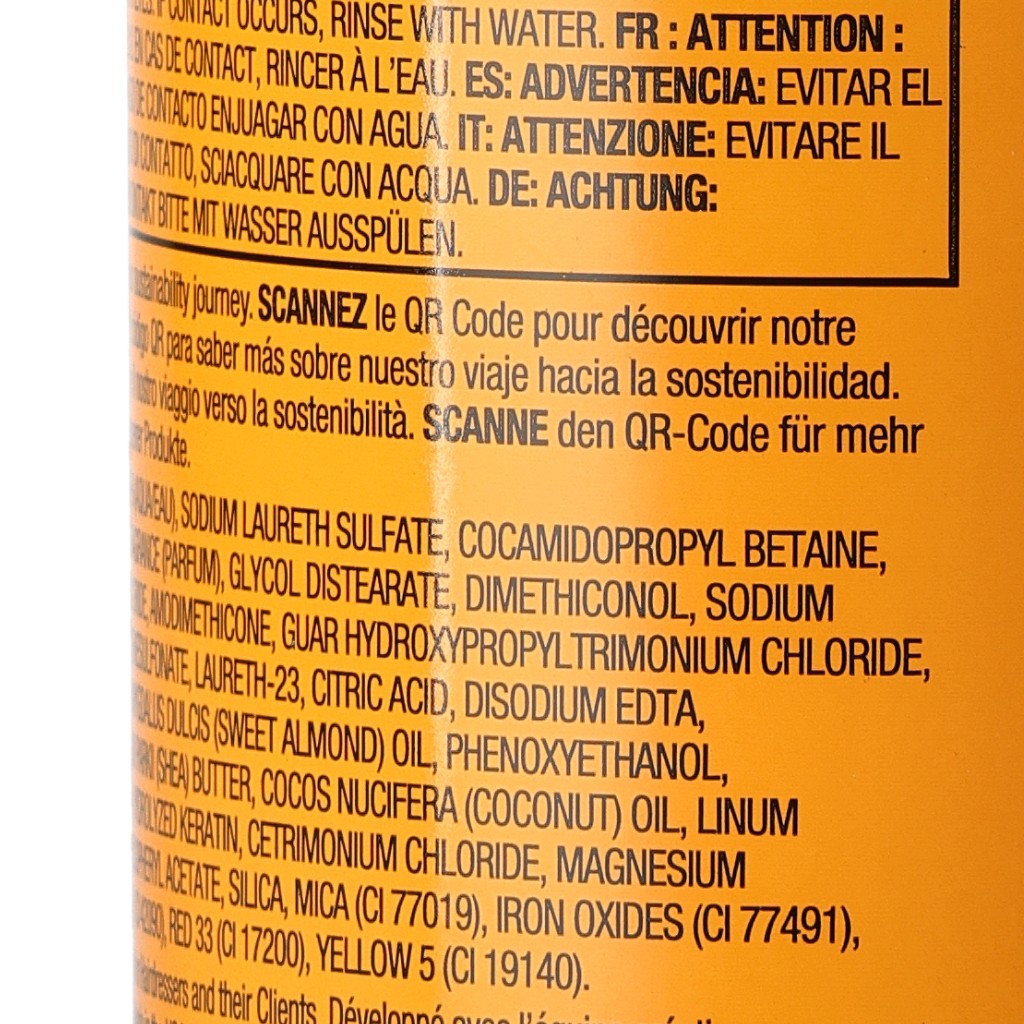 CONTACT OCCURS, RINSE WITH WATER. FR : ATTENTION :
EN CAS DE CONTACT, RINCER À L'EAU. ES: ADVERTENCIA: EVITAR EL
DE CONTACTO ENJUAGAR CON AGUA. IT: ATTENZIONE: EVITARE IL
CONTATTO, SCIACQUARE CON ACQUA. DE: ACHTUNG:
BITTE MIT WASSER AUSSPÜLEN.
sustainability journey. SCANNEZ le QR Code pour découvrir notre
QR para saber más sobre nuestro viaje hacia la sostenibilidad.
nostro viaggio verso la sostenibilità. SCANNE den QR-Code für mehr
Produkte.
SODIUM LAURETH SULFATE, COCAMIDOPROPYL BETAINE,
(PARFUM), GLYCOL DISTEARATE, DIMETHICONOL, SODIUM
AMODIMETHICONE, GUAR HYDROXYPROPYLTRIMONIUM CHLORIDE,
LAURETH-23, CITRIC ACID, DISODIUM EDTA,
DULCIS (SWEET ALMOND) OIL, PHENOXYETHANOL,
(SHEA) BUTTER, COCOS NUCIFERA (COCONUT) OIL, LINUM
KERATIN, CETRIMONIUM CHLORIDE, MAGNESIUM
ACETATE, SILICA, MICA (CI 77019), IRON OXIDES (CI 77491),
RED 33 (CI 17200), YELLOW 5 (CI 19140).
Hairdressers and their Clients. Développé avec